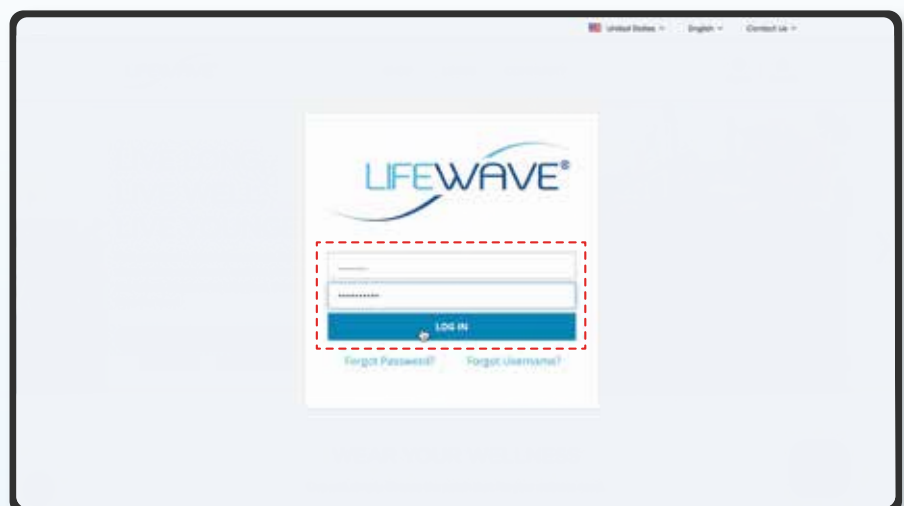 United States English Contact Us
LIFEWAVE®
LOG IN
Forgot Password? Forgot Username?